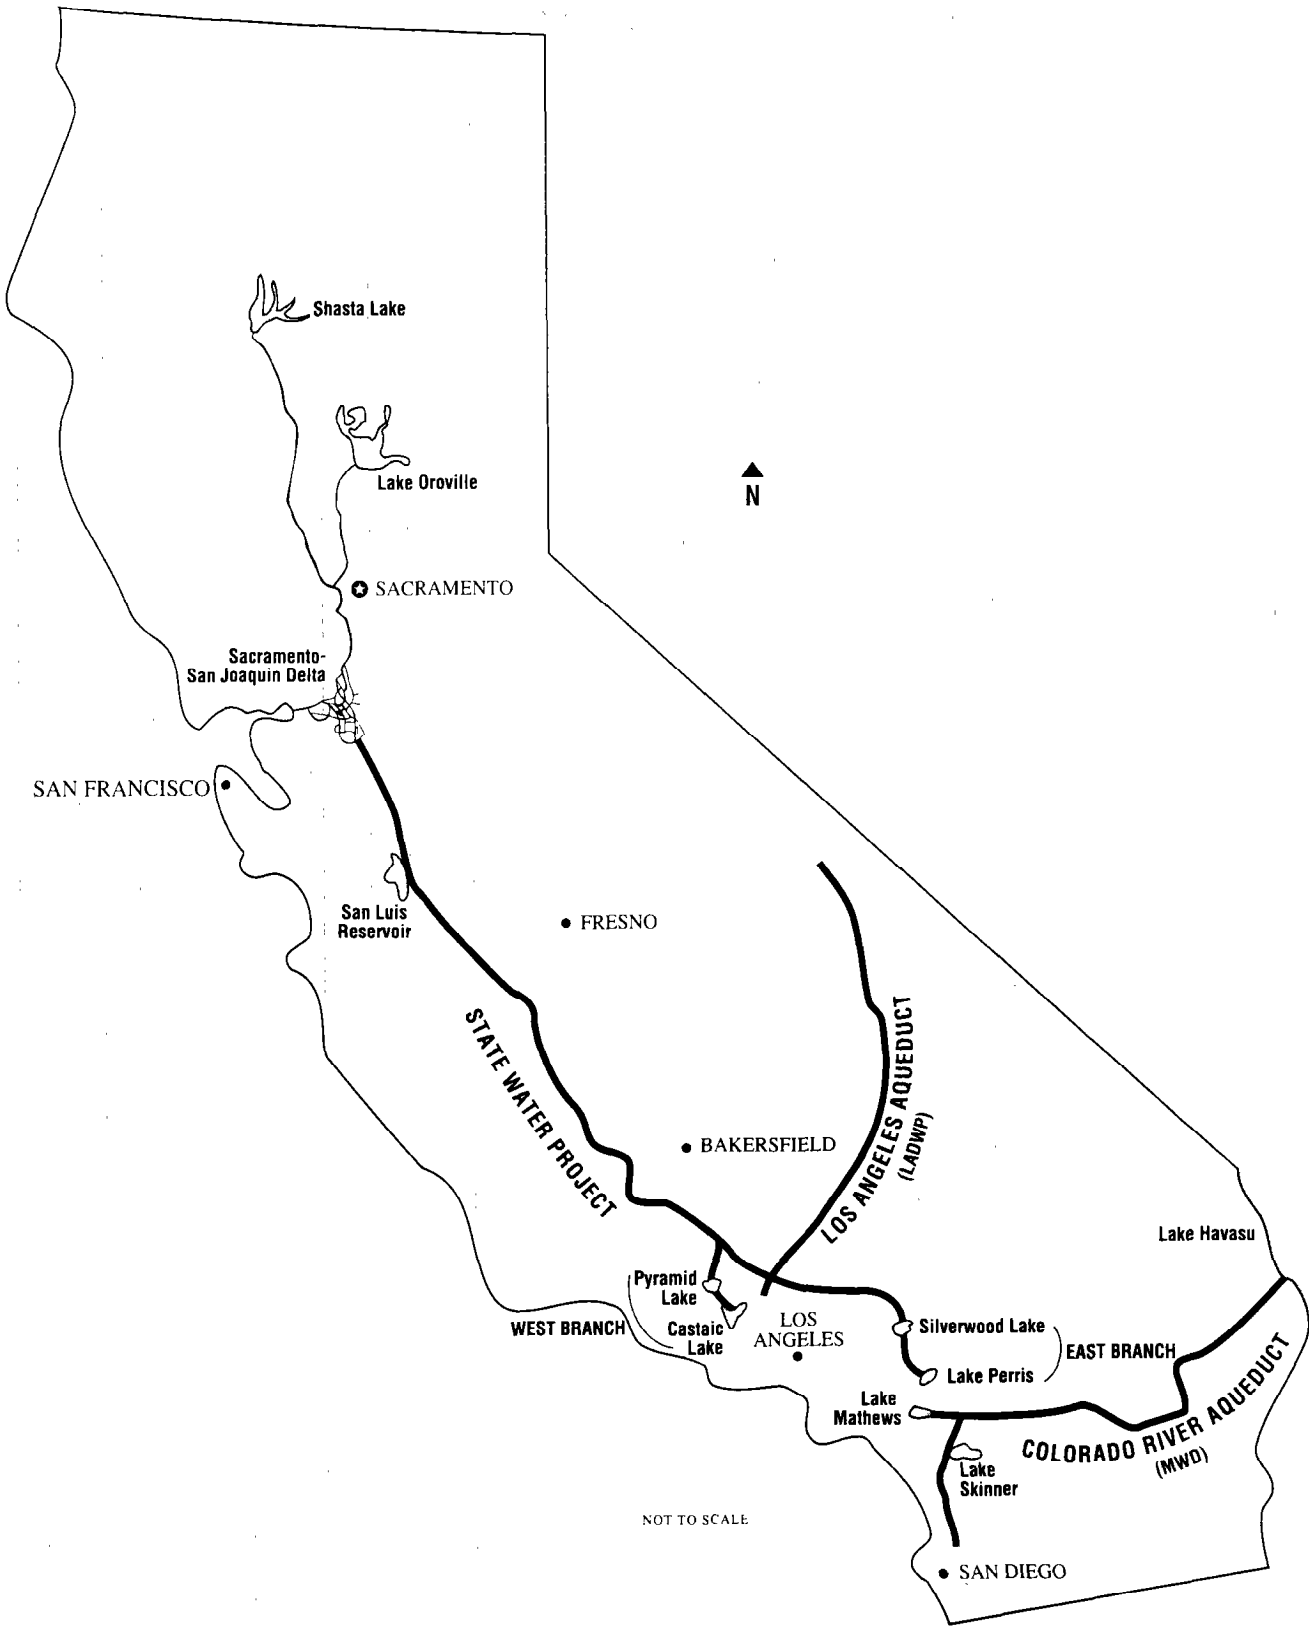 Shasta Lake
Lake Oroville
N
SACRAMENTO
Sacramento-
San Joaquin Delta
SAN FRANCISCO
San Luis
Reservoir
FRESNO
STATE WATER PROJECT
LOS ANGELES AQUEDUCT
(LADWP)
BAKERSFIELD
Lake Havasu
Pyramid
Lake
WEST BRANCH
Castaic
Lake
LOS
ANGELES
Silverwood Lake
EAST BRANCH
Lake Perris
Lake
Mathews
COLORADO RIVER AQUEDUCT
(MWD)
Lake
Skinner
NOT TO SCALE
SAN DIEGO